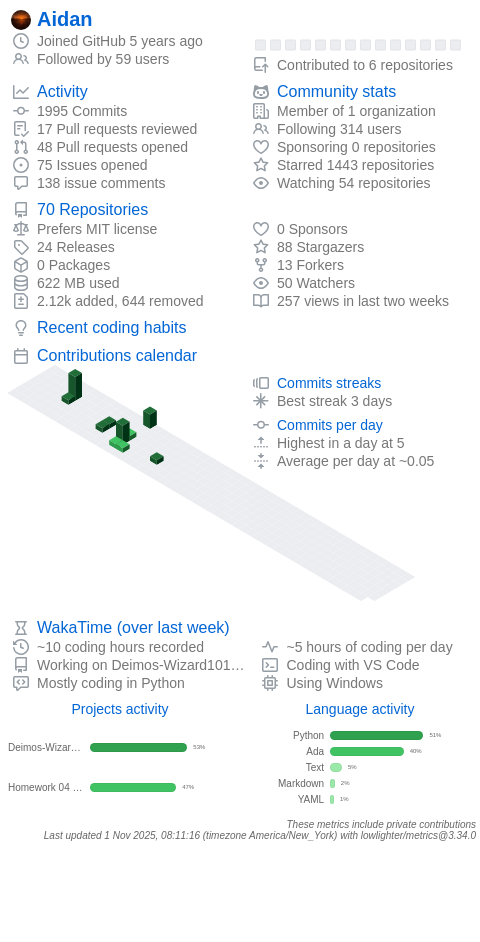 Aidan
Joined GitHub 5 years ago
Followed by 59 users
Contributed to 6 repositories
Activity
1995 Commits
17 Pull requests reviewed
48 Pull requests opened
75 Issues opened
138 issue comments
Community stats
Member of 1 organization
Following 314 users
Sponsoring 0 repositories
Starred 1443 repositories
Watching 54 repositories
70 Repositories
Prefers MIT license
24 Releases
0 Packages
622 MB used
2.12k added, 644 removed
0 Sponsors
88 Stargazers
13 Forkers
50 Watchers
257 views in last two weeks
Recent coding habits
Contributions calendar
Commits streaks
Best streak 3 days
Commits per day
Highest in a day at 5
Average per day at ~0.05
WakaTime (over last week)
~10 coding hours recorded
Working on Deimos-Wizard101…
Mostly coding in Python
~5 hours of coding per day
Coding with VS Code
Using Windows
Projects activity
Deimos-Wizar… 53%
Homework 04 … 47%
Language activity
Python 51%
Ada 40%
Text 5%
Markdown 2%
YAML 1%
These metrics include private contributions
Last updated 1 Nov 2025, 08:11:16 (timezone America/New_York) with lowlighter/metrics@3.34.0